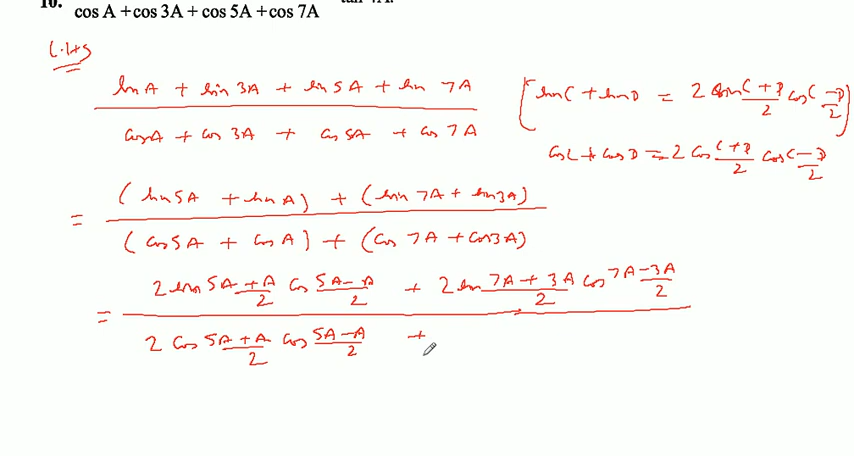 10.
cos A + cos 3A + cos 5A + cos 7A
L.H.S
sin A + sin 3A + sin 5A + sin 7A
cos A + cos 3A + cos 5A + cos 7A
[ sin C + sin D = 2 sin C+D/2 cos C-D/2 ]
cos C + cos D = 2 cos C+D/2 cos C-D/2
= (sin 5A + sin A) + (sin 7A + sin 3A)
(cos 5A + cos A) + (cos 7A + cos 3A)
= 2 sin 5A+A/2 cos 5A-A/2 + 2 sin 7A+3A/2 cos 7A-3A/2
2 cos 5A+A/2 cos 5A-A/2 +